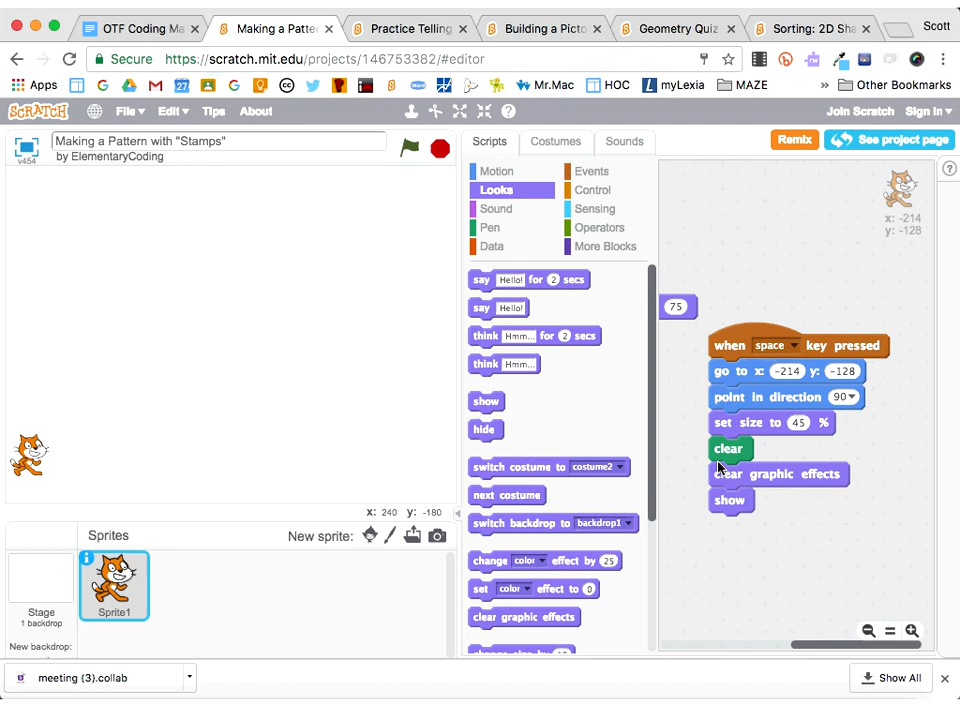 OTF Coding Ma
Making a Patter
Practice Telling
Building a Picto
Geometry Quiz
Sorting: 2D Sha
Scott
Secure https://scratch.mit.edu/projects/146753382/#editor
Apps
Mr.Mac
HOC
myLexia
MAZE
Other Bookmarks
SCRATCH
File
Edit
Tips
About
Join Scratch
Sign in
v454
Making a Pattern with "Stamps"
by ElementaryCoding
Scripts
Costumes
Sounds
Remix
See project page
Motion
Events
Looks
Control
Sound
Sensing
Pen
Operators
Data
More Blocks
x: -214
y: -128
say Hello! for 2 secs
say Hello!
think Hmm... for 2 secs
think Hmm...
show
hide
switch costume to costume2
next costume
switch backdrop to backdrop1
change color effect by 25
set color effect to 0
clear graphic effects
75
when space key pressed
go to x: -214 y: -128
point in direction 90
set size to 45 %
clear
clear graphic effects
show
x: 240 y: -180
Sprites
New sprite:
Stage
1 backdrop
New backdrop:
Sprite1
meeting (3).collab
Show All